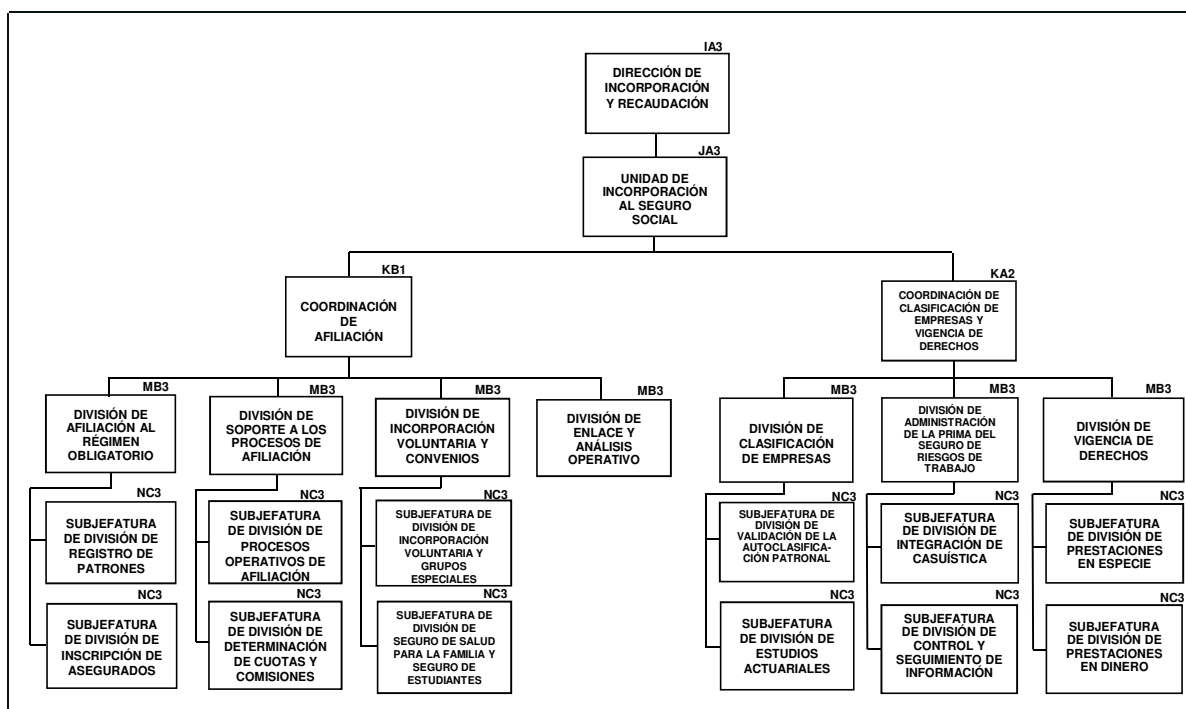 IA3
DIRECCIÓN DE
INCORPORACIÓN
Y RECAUDACIÓN
JA3
UNIDAD DE
INCORPORACIÓN
AL SEGURO
SOCIAL
KB1
COORDINACIÓN
DE
AFILIACIÓN
KA2
COORDINACIÓN DE
CLASIFICACIÓN DE
EMPRESAS Y
VIGENCIA DE
DERECHOS
MB3
DIVISIÓN DE
AFILIACIÓN AL
RÉGIMEN
OBLIGATORIO
MB3
DIVISIÓN DE
SOPORTE A LOS
PROCESOS DE
AFILIACIÓN
MB3
DIVISIÓN DE
INCORPORACIÓN
VOLUNTARIA Y
CONVENIOS
MB3
DIVISIÓN DE
ENLACE Y
ANÁLISIS
OPERATIVO
MB3
DIVISIÓN DE
CLASIFICACIÓN
DE EMPRESAS
MB3
DIVISIÓN DE
ADMINISTRACIÓN
DE LA PRIMA DEL
SEGURO DE
RIESGOS DE
TRABAJO
MB3
DIVISIÓN DE
VIGENCIA DE
DERECHOS
NC3
SUBJEFATURA
DE DIVISIÓN DE
REGISTRO DE
PATRONES
NC3
SUBJEFATURA
DE DIVISIÓN DE
PROCESOS
OPERATIVOS DE
AFILIACIÓN
NC3
SUBJEFATURA DE
DIVISIÓN DE
INCORPORACIÓN
VOLUNTARIA Y
GRUPOS
ESPECIALES
NC3
SUBJEFATURA DE
DIVISIÓN DE
VALIDACIÓN DE LA
AUTOCLASIFICA-
CIÓN PATRONAL
NC3
SUBJEFATURA
DE DIVISIÓN DE
INTEGRACIÓN DE
CASUÍSTICA
NC3
SUBJEFATURA
DE DIVISIÓN DE
PRESTACIONES
EN ESPECIE
NC3
SUBJEFATURA
DE DIVISIÓN DE
INSCRIPCIÓN DE
ASEGURADOS
NC3
SUBJEFATURA
DE DIVISIÓN DE
DETERMINACIÓN
DE CUOTAS Y
COMISIONES
NC3
SUBJEFATURA DE
DIVISIÓN DE
SEGURO DE SALUD
PARA LA FAMILIA Y
SEGURO DE
ESTUDIANTES
NC3
SUBJEFATURA
DE DIVISIÓN DE
ESTUDIOS
ACTUARIALES
NC3
SUBJEFATURA
DE DIVISIÓN DE
CONTROL Y
SEGUIMIENTO DE
INFORMACIÓN
NC3
SUBJEFATURA
DE DIVISIÓN DE
PRESTACIONES
EN DINERO